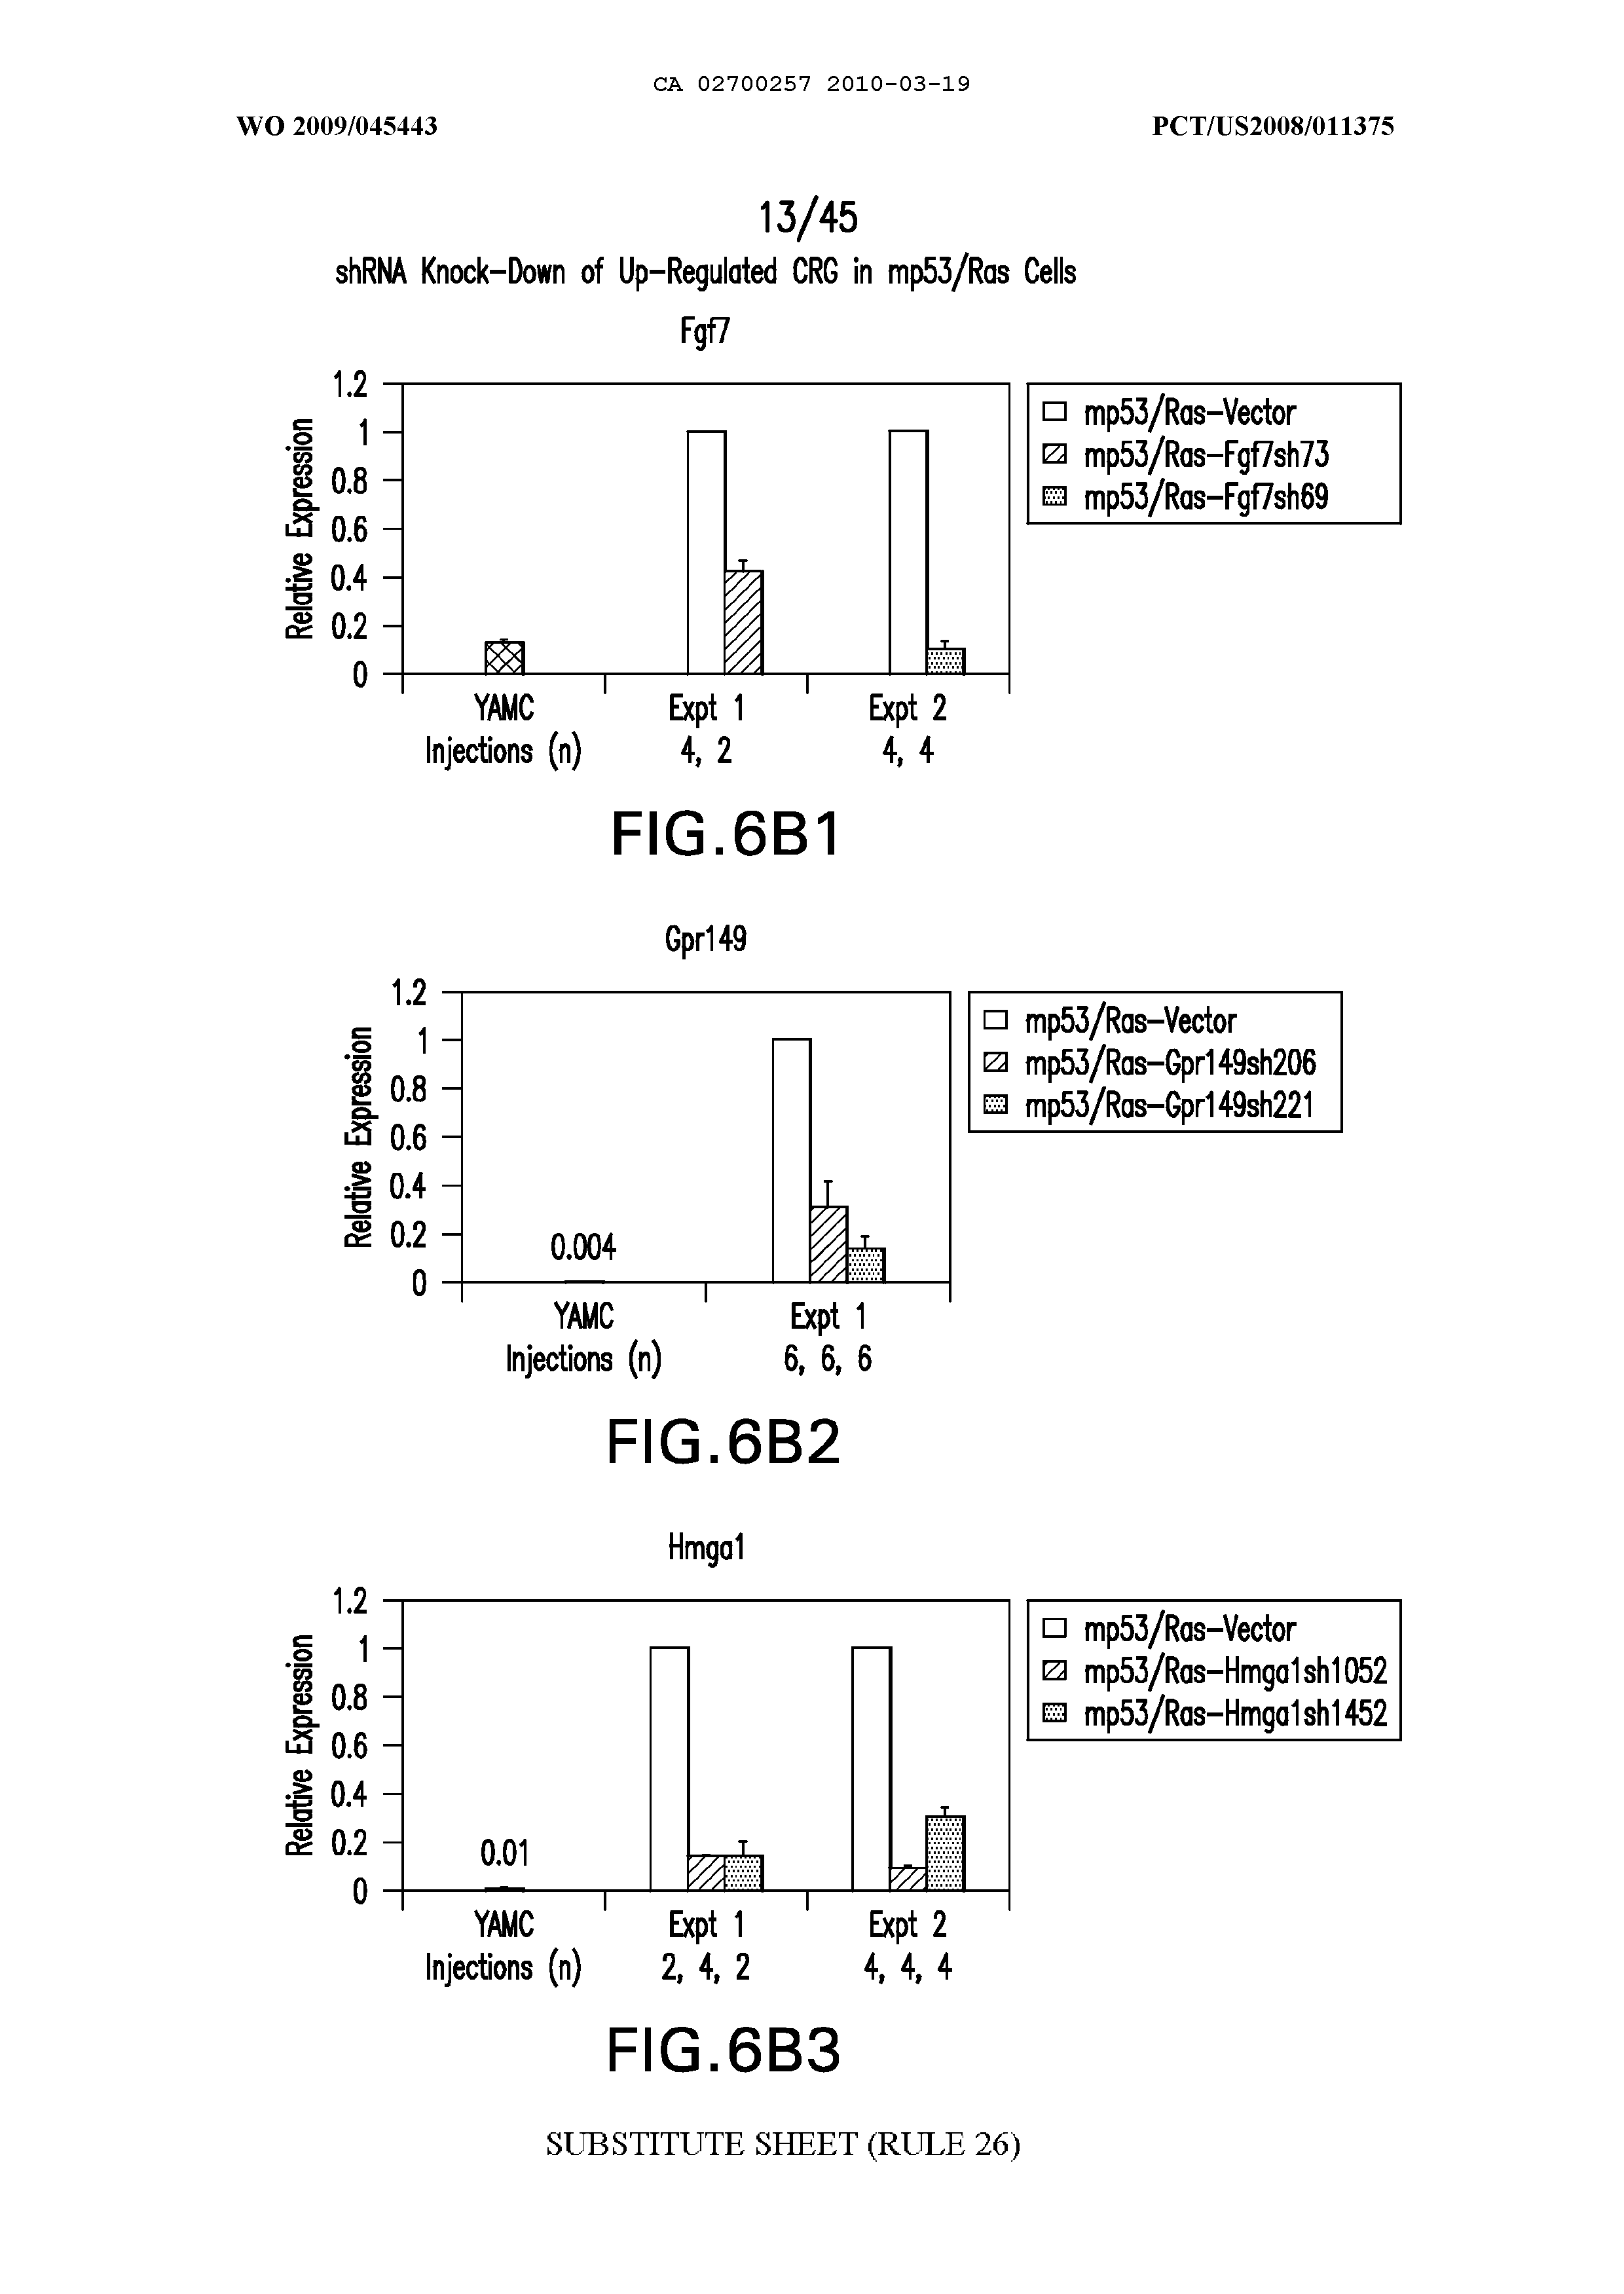 CA 02700257 2010-03-19
WO 2009/045443 PCT/US2008/011375
13/45
shRNA Knock-Down of Up-Regulated CRG in mp53/Ras Cells
Fgf7
Relative Expression
1.2
1
0.8
0.6
0.4
0.2
0
YAMC Expt 1 Expt 2
Injections (n) 4, 2 4, 4
mp53/Ras-Vector
mp53/Ras-Fgf7sh73
mp53/Ras-Fgf7sh69
FIG.6B1
Gpr149
Relative Expression
1.2
1
0.8
0.6
0.4
0.2
0
0.004
YAMC Expt 1
Injections (n) 6, 6, 6
mp53/Ras-Vector
mp53/Ras-Gpr149sh206
mp53/Ras-Gpr149sh221
FIG.6B2
Hmga1
Relative Expression
1.2
1
0.8
0.6
0.4
0.2
0
0.01
YAMC Expt 1 Expt 2
Injections (n) 2, 4, 2 4, 4, 4
mp53/Ras-Vector
mp53/Ras-Hmga1sh1052
mp53/Ras-Hmga1sh1452
FIG.6B3
SUBSTITUTE SHEET (RULE 26)